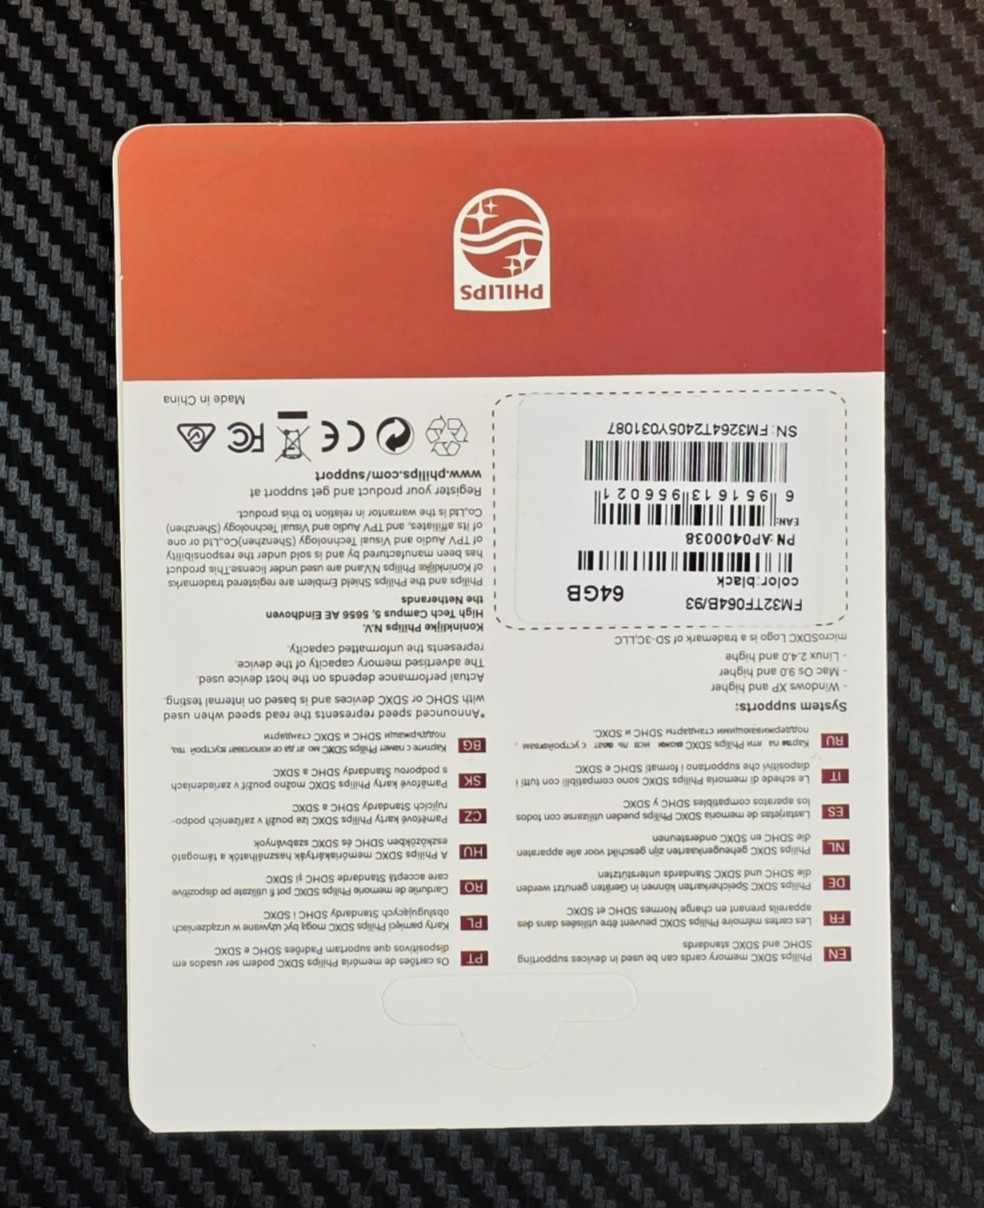 EN
Philips SDXC memory cards can be used in devices supporting
SDHC and SDXC standards
FR
Les cartes mémoire Philips SDXC peuvent être utilisées dans des
appareils prenant en charge Normes SDHC et SDXC
DE
Philips SDXC Speicherkarten können in Geräten genutzt werden
die SDHC und SDXC Standards unterstützten
NL
Philips SDXC geheugenkaarten zijn geschikt voor alle apparaten
die SDHC en SDXC ondersteunen
ES
Lastarjetas de memoria SDXC Philips pueden utilizarse con todos
los aparatos compatibles SDHC y SDXC
IT
Le schede di memoria Philips SDXC sono compatibili con tutti i
dispositivi che supportano i formati SDHC e SDXC
RU
Philips SDXC с
поддерживающими стандарты SDHC и SDXC.
System supports:
- Windows XP and higher
- Mac Os 9.0 and higher
- Linux 2.4.0 and highe
microSDXC Logo is a trademark of SD-3C,LLC
FM32TF064B/93
color:black
64GB
PN:AP0400038
EAN:
6 951613 956021
SN: FM3264T2405Y031087
PT
Os cartões de memória Philips SDXC podem ser usados em
dispositivos que suportam Padrões SDHC e SDXC
PL
Karty pamięci Philips SDXC mogą być używane w urządzeniach
obsługujących Standardy SDHC i SDXC
RO
Cardurile de memorie Philips SDXC pot fi utilizate pe dispozitive
care acceptă Standarde SDHC și SDXC
HU
A Philips SDXC memóriakártyák használhatók a támogató
eszközökben SDHC és SDXC szabványok
CZ
Paměťové karty Philips SDXC lze použít v zařízeních podpo-
rujících Standardy SDHC a SDXC
SK
Pamäťové karty Philips SDXC možno použiť v zariadeniach
s podporou Štandardy SDHC a SDXC
BG
Картите Philips SDXC да се използват в
поддържащи SDHC и SDXC стандарти
*Announced speed represents the read speed when used
with SDHC or SDXC devices and is based on internal testing.
Actual performance depends on the host device used.
The advertised memory capacity of the device.
represents the unformatted capacity.
Koninklijke Philips N.V.
High Tech Campus 5, 5656 AE Eindhoven
the Netherlands
Philips and the Philips Shield Emblem are registered trademarks
of Koninklijke Philips N.V.and are used under license.This product
has been manufactured by and is sold under the responsibility
of TPV Audio and Visual Technology (Shenzhen)Co.,Ltd or one
of its affiliates, and TPV Audio and Visual Technology (Shenzhen)
Co.,Ltd is the warrantor in relation to this product.
Register your product and get support at
www.philips.com/support
CE FC
Made in China
PHILIPS